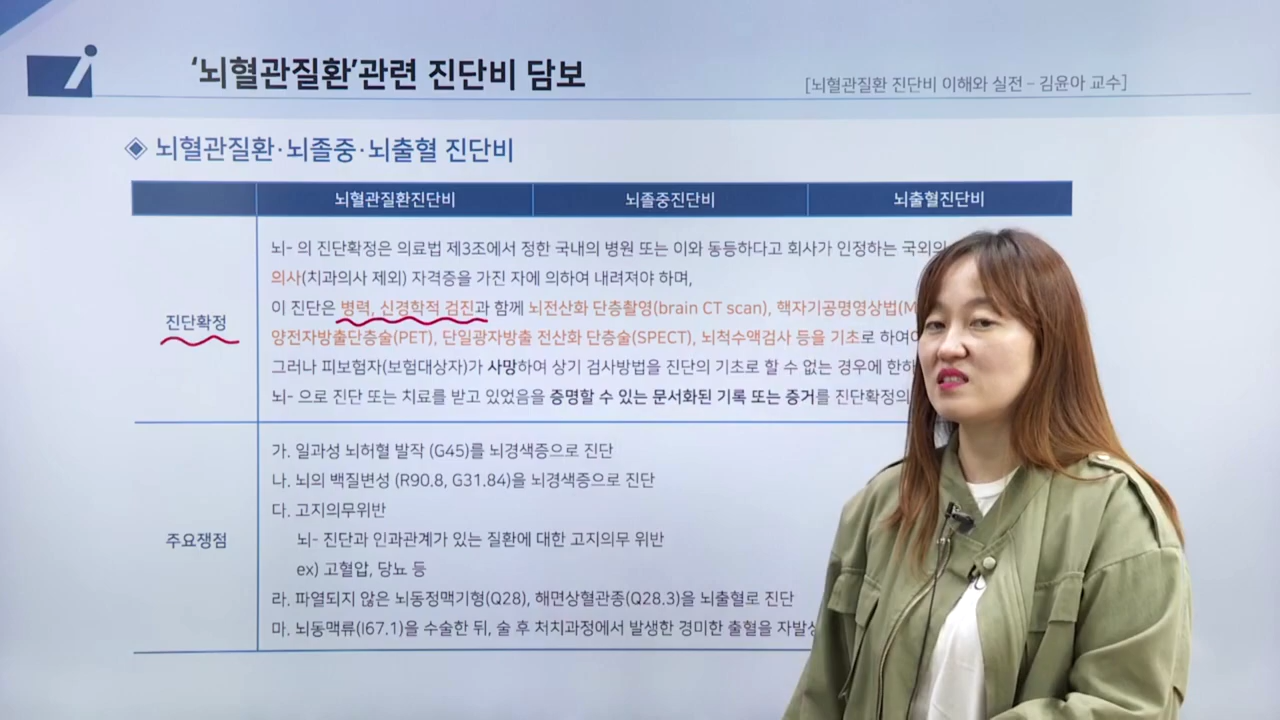 '뇌혈관질환'관련 진단비 담보
[뇌혈관질환 진단비 이해와 실전 – 김윤아 교수]
◈ 뇌혈관질환·뇌졸중·뇌출혈 진단비
뇌혈관질환진단비 뇌졸중진단비 뇌출혈진단비
진단확정
뇌- 의 진단확정은 의료법 제3조에서 정한 국내의 병원 또는 이와 동등하다고 회사가 인정하는 국외의
의사(치과의사 제외) 자격증을 가진 자에 의하여 내려져야 하며,
이 진단은 병력, 신경학적 검진과 함께 뇌전산화 단층촬영(brain CT scan), 핵자기공명영상법(M
양전자방출단층술(PET), 단일광자방출 전산화 단층술(SPECT), 뇌척수액검사 등을 기초로 하여야
그러나 피보험자(보험대상자)가 사망하여 상기 검사방법을 진단의 기초로 할 수 없는 경우에 한하
뇌- 으로 진단 또는 치료를 받고 있었음을 증명할 수 있는 문서화된 기록 또는 증거를 진단확정의
주요쟁점
가. 일과성 뇌허혈 발작 (G45)를 뇌경색증으로 진단
나. 뇌의 백질변성 (R90.8, G31.84)을 뇌경색증으로 진단
다. 고지의무위반
뇌- 진단과 인과관계가 있는 질환에 대한 고지의무 위반
ex) 고혈압, 당뇨 등
라. 파열되지 않은 뇌동정맥기형(Q28), 해면상혈관종(Q28.3)을 뇌출혈로 진단
마. 뇌동맥류(I67.1)을 수술한 뒤, 술 후 처치과정에서 발생한 경미한 출혈을 자발성